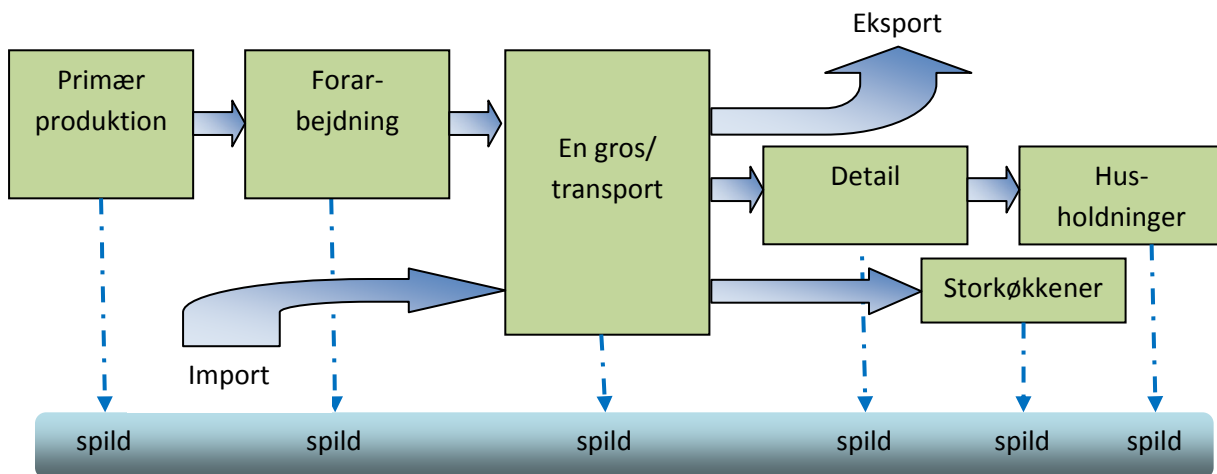 Eksport
Primær
produktion
Forar-
bejdning
En gros/
transport
Detail
Hus-
holdninger
Storkøkkener
Import
spild
spild
spild
spild
spild
spild